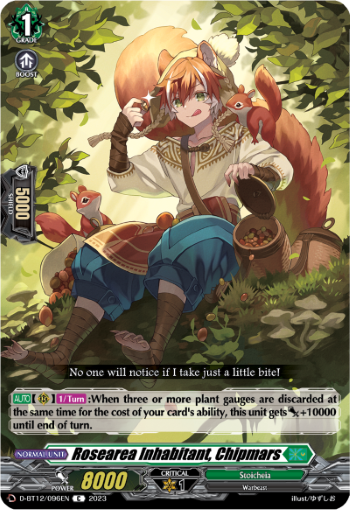 1
GRADE
BOOST
5000
SHIELD
No one will notice if I take just a little bite!
AUTO 1/Turn :When three or more plant gauges are discarded at
the same time for the cost of your card's ability, this unit gets +10000
until end of turn.
NORMAL UNIT Rosearea Inhabitant, Chipmars
POWER 8000 CRITICAL 1 Stoicheia
Warbeast
D-BT12/096EN C 2023 illust/ゆずしお